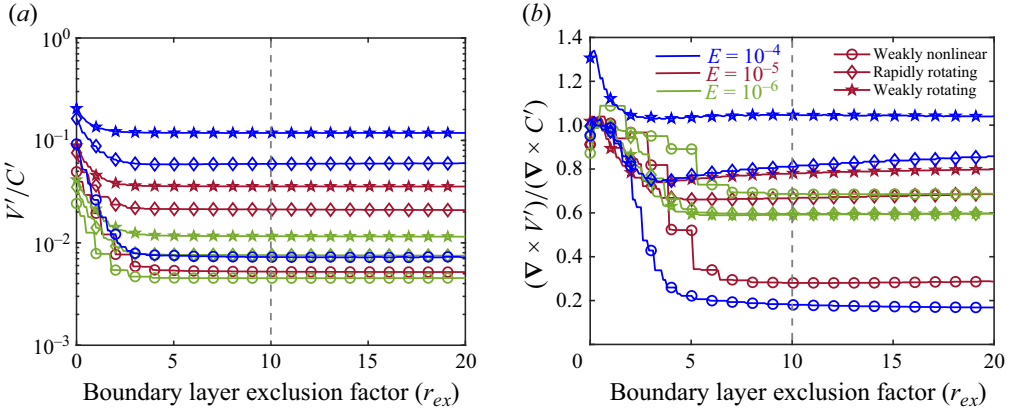 (a)
V′/C′
10⁰
10⁻¹
10⁻²
10⁻³
0 5 10 15 20
Boundary layer exclusion factor (r_ex)
(b)
(∇ × V′)/(∇ × C′)
1.4
1.2
1.0
0.8
0.6
0.4
0.2
E = 10⁻⁴
E = 10⁻⁵
E = 10⁻⁶
Weakly nonlinear
Rapidly rotating
Weakly rotating
0 5 10 15 20
Boundary layer exclusion factor (r_ex)